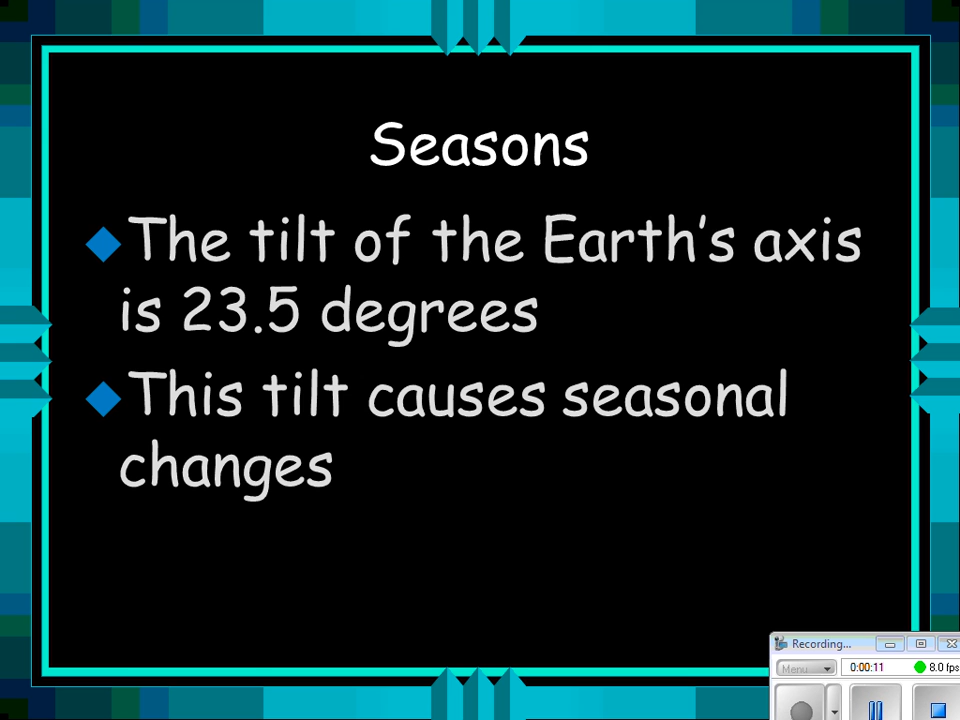 Seasons
The tilt of the Earth's axis
is 23.5 degrees
This tilt causes seasonal
changes
Recording...
Menu
0:00:11
8.0 fps